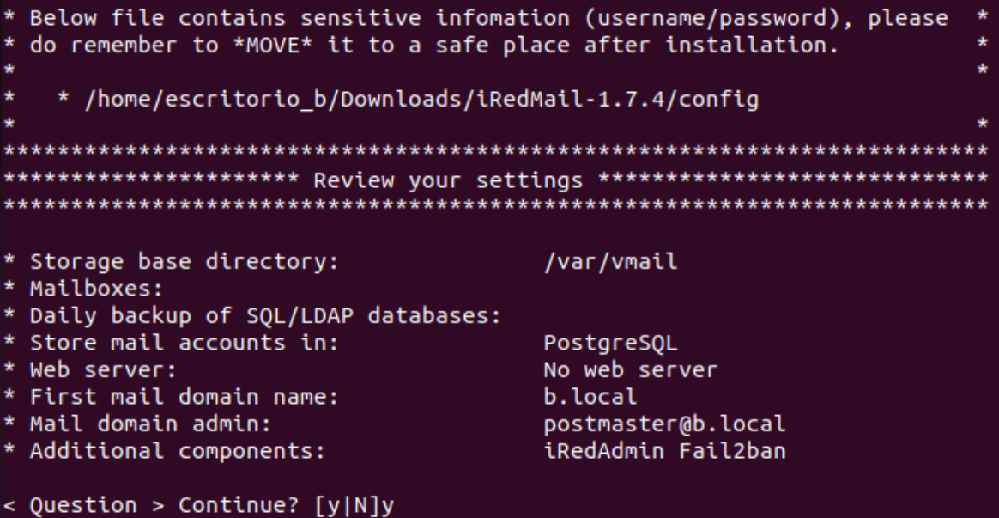 * Below file contains sensitive infomation (username/password), please  *
* do remember to *MOVE* it to a safe place after installation.          *
*                                                                       *
*   * /home/escritorio_b/Downloads/iRedMail-1.7.4/config
*                                                                       *
*************************************************************************
********************** Review your settings *****************************
*************************************************************************

* Storage base directory:               /var/vmail
* Mailboxes:
* Daily backup of SQL/LDAP databases:
* Store mail accounts in:               PostgreSQL
* Web server:                           No web server
* First mail domain name:               b.local
* Mail domain admin:                    postmaster@b.local
* Additional components:                iRedAdmin Fail2ban

< Question > Continue? [y|N]y